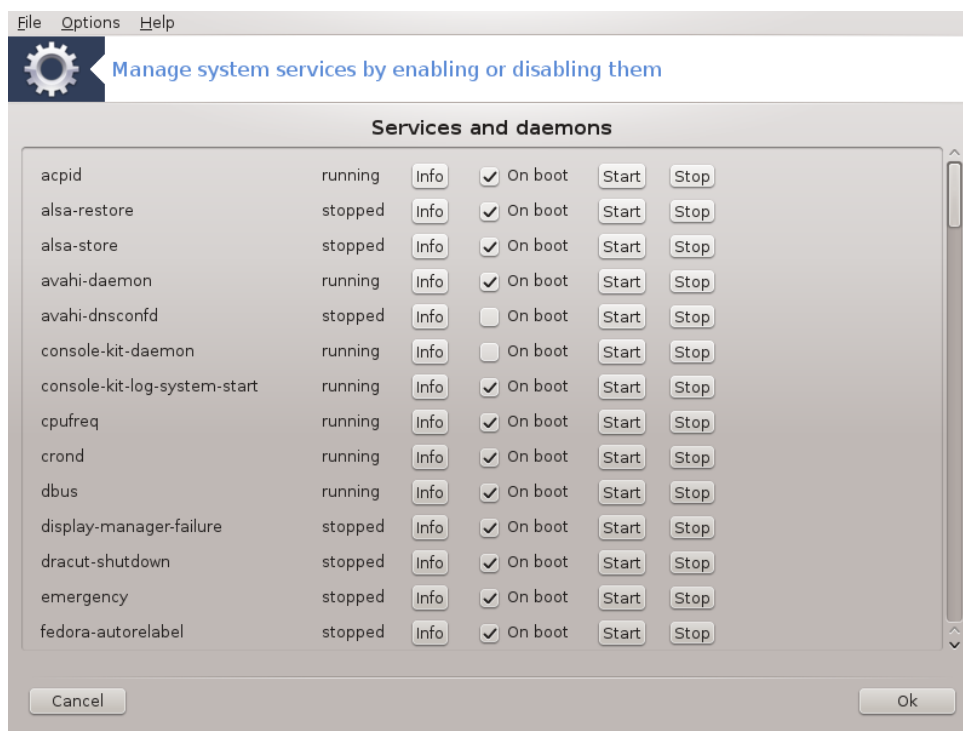 File Options Help
Manage system services by enabling or disabling them
Services and daemons
acpid running Info On boot Start Stop
alsa-restore stopped Info On boot Start Stop
alsa-store stopped Info On boot Start Stop
avahi-daemon running Info On boot Start Stop
avahi-dnsconfd stopped Info On boot Start Stop
console-kit-daemon running Info On boot Start Stop
console-kit-log-system-start running Info On boot Start Stop
cpufreq running Info On boot Start Stop
crond running Info On boot Start Stop
dbus running Info On boot Start Stop
display-manager-failure stopped Info On boot Start Stop
dracut-shutdown stopped Info On boot Start Stop
emergency stopped Info On boot Start Stop
fedora-autorelabel stopped Info On boot Start Stop
Cancel Ok